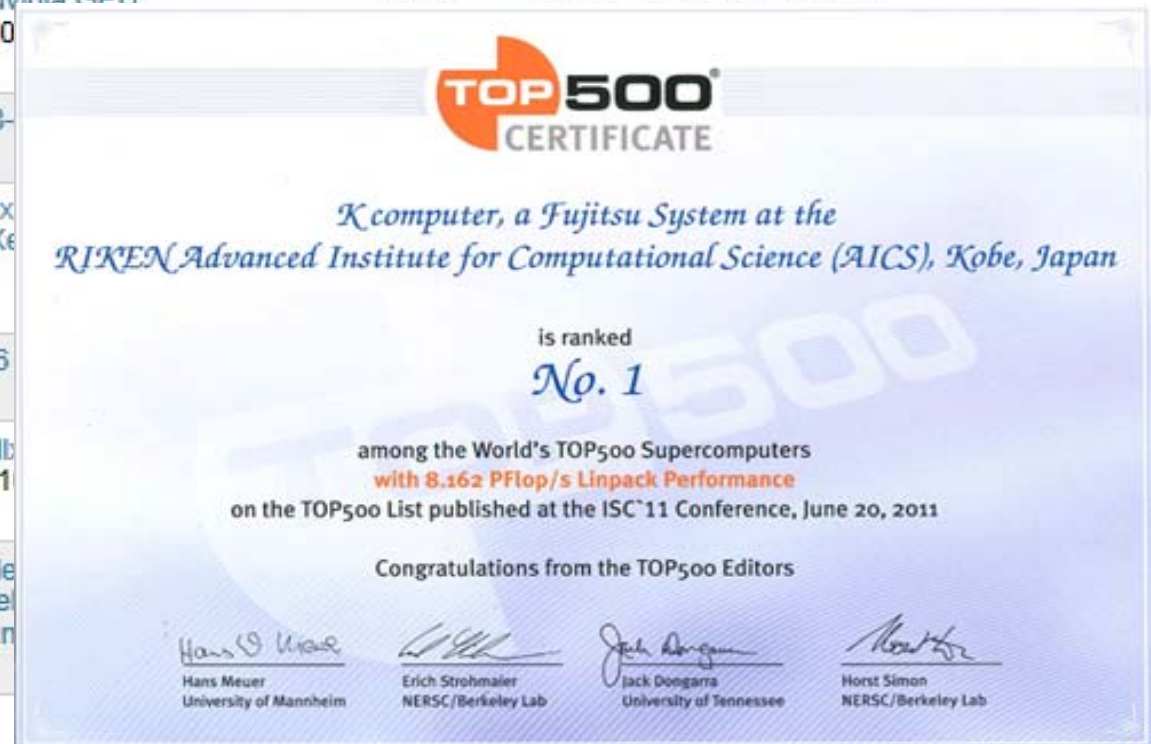 TOP500
CERTIFICATE
K computer, a Fujitsu System at the
RIKEN Advanced Institute for Computational Science (AICS), Kobe, Japan
is ranked
No. 1
among the World's TOP500 Supercomputers
with 8.162 PFlop/s Linpack Performance
on the TOP500 List published at the ISC`11 Conference, June 20, 2011
Congratulations from the TOP500 Editors
Hans Meuer
University of Mannheim
Erich Strohmaier
NERSC/Berkeley Lab
Jack Dongarra
University of Tennessee
Horst Simon
NERSC/Berkeley Lab